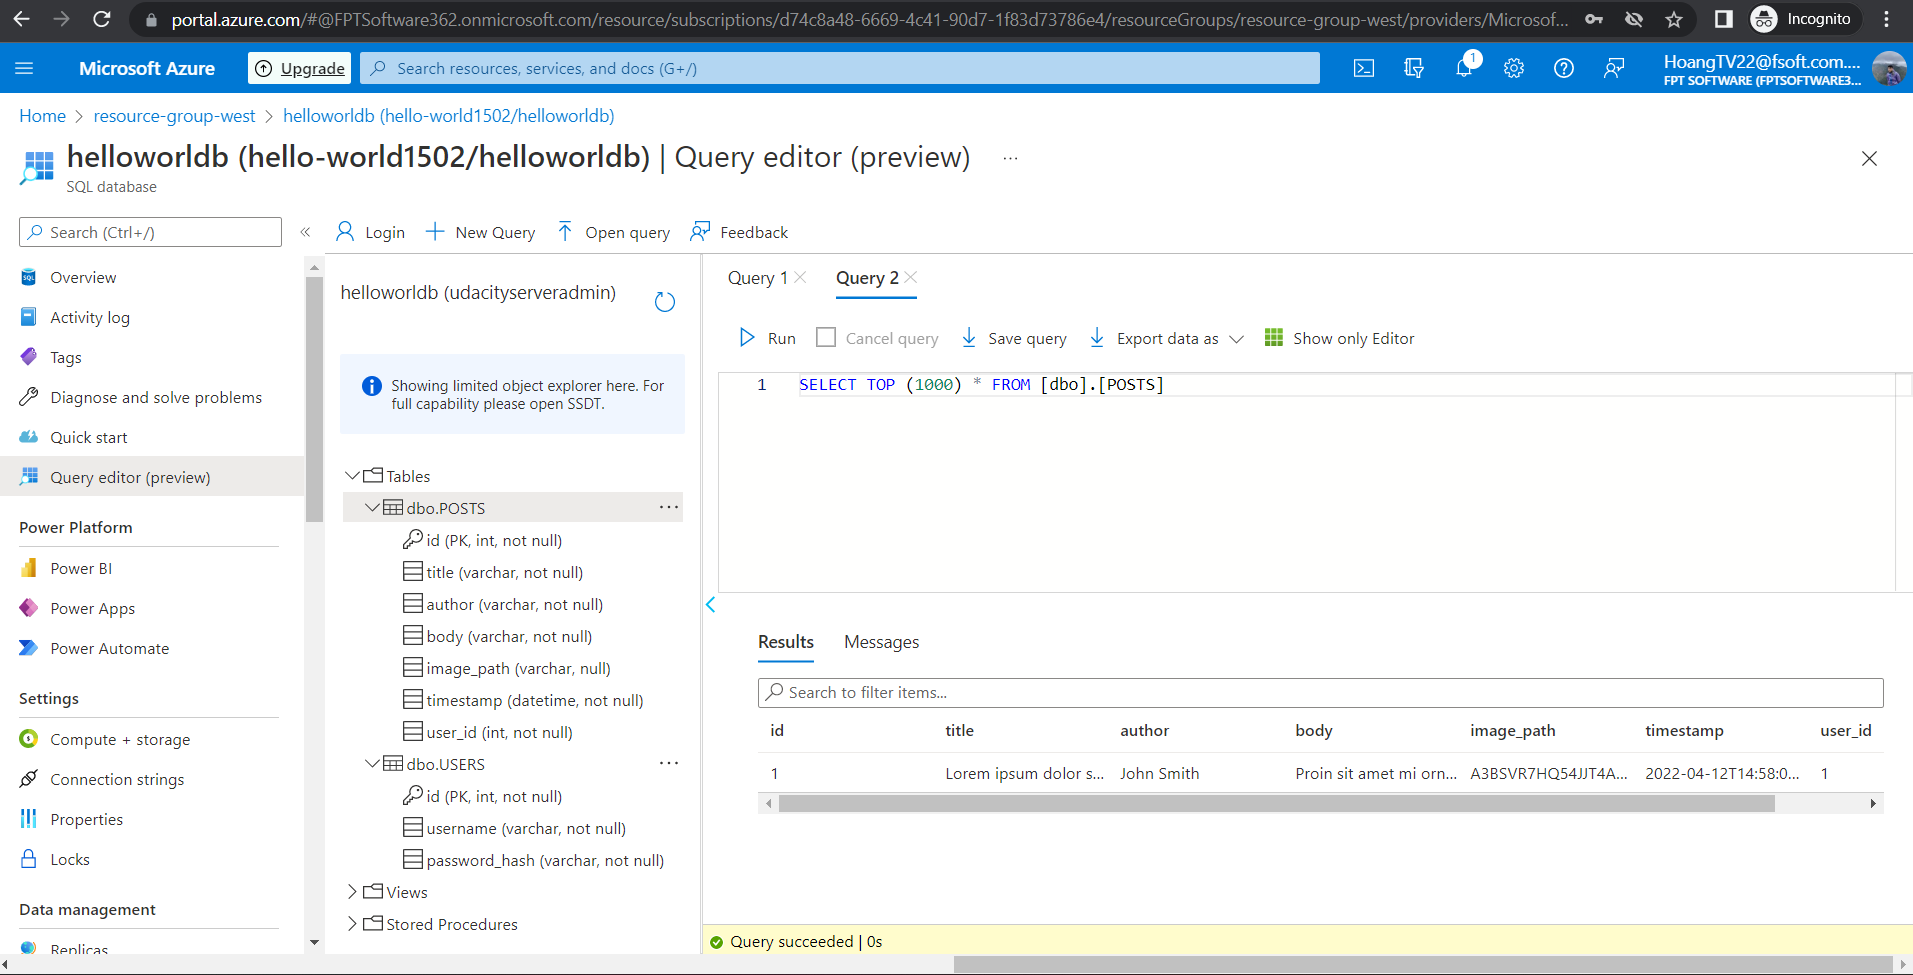 portal.azure.com/#@FPTSoftware362.onmicrosoft.com/resource/subscriptions/d74c8a48-6669-4c41-90d7-1f83d73786e4/resourceGroups/resource-group-west/providers/Microsof...
Incognito
Microsoft Azure
Upgrade
Search resources, services, and docs (G+/)
1
HoangTV22@fsoft.com....
FPT SOFTWARE (FPTSOFTWARE3...
Home > resource-group-west > helloworldb (hello-world1502/helloworldb)
helloworldb (hello-world1502/helloworldb) | Query editor (preview) ...
SQL database
Search (Ctrl+/)
«
Overview
Activity log
Tags
Diagnose and solve problems
Quick start
Query editor (preview)
Power Platform
Power BI
Power Apps
Power Automate
Settings
Compute + storage
Connection strings
Properties
Locks
Data management
Replicas
Login
New Query
Open query
Feedback
helloworldb (udacityserveradmin)
Showing limited object explorer here. For
full capability please open SSDT.
Tables
dbo.POSTS ...
id (PK, int, not null)
title (varchar, not null)
author (varchar, not null)
body (varchar, not null)
image_path (varchar, null)
timestamp (datetime, not null)
user_id (int, not null)
dbo.USERS ...
id (PK, int, not null)
username (varchar, not null)
password_hash (varchar, not null)
Views
Stored Procedures
Query 1
Query 2
Run
Cancel query
Save query
Export data as
Show only Editor
1 SELECT TOP (1000) * FROM [dbo].[POSTS]
Results
Messages
Search to filter items...
id title author body image_path timestamp user_id
1 Lorem ipsum dolor s... John Smith Proin sit amet mi orn... A3BSVR7HQ54JJT4A... 2022-04-12T14:58:0... 1
Query succeeded | 0s